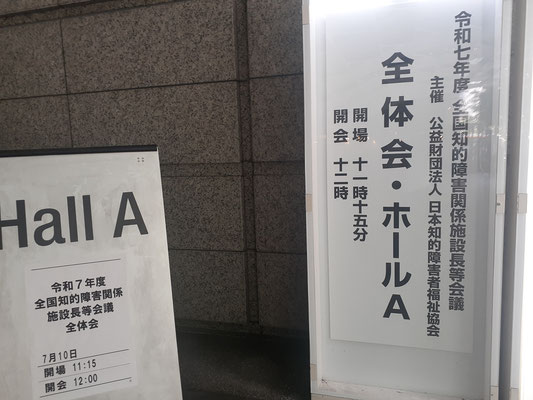 Hall A
令和7年度
全国知的障害関係
施設長等会議
全体会
7月10日
開場 11:15
開会 12:00
令和七年度 全国知的障害関係施設長等会議
主催 公益財団法人 日本知的障害者福祉協会
全体会・ホールA
開場 十一時十五分
開会 十二時